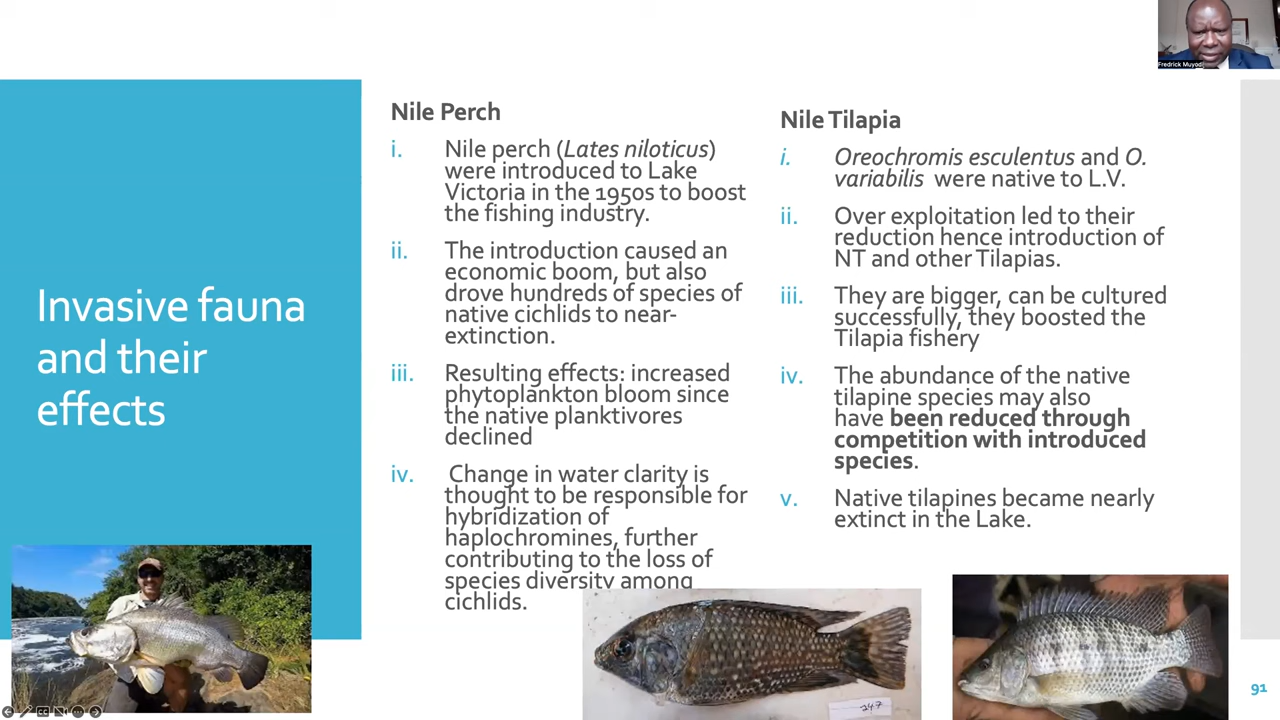 Fredrick Muyodi
Invasive fauna
and their
effects
Nile Perch
i. Nile perch (Lates niloticus)
were introduced to Lake
Victoria in the 1950s to boost
the fishing industry.
ii. The introduction caused an
economic boom, but also
drove hundreds of species of
native cichlids to near-
extinction.
iii. Resulting effects: increased
phytoplankton bloom since
the native planktivores
declined
iv. Change in water clarity is
thought to be responsible for
hybridization of
haplochromines, further
contributing to the loss of
species diversity among
cichlids.
Nile Tilapia
i. Oreochromis esculentus and O.
variabilis were native to L.V.
ii. Over exploitation led to their
reduction hence introduction of
NT and other Tilapias.
iii. They are bigger, can be cultured
successfully, they boosted the
Tilapia fishery
iv. The abundance of the native
tilapine species may also
have been reduced through
competition with introduced
species.
v. Native tilapines became nearly
extinct in the Lake.
247
91